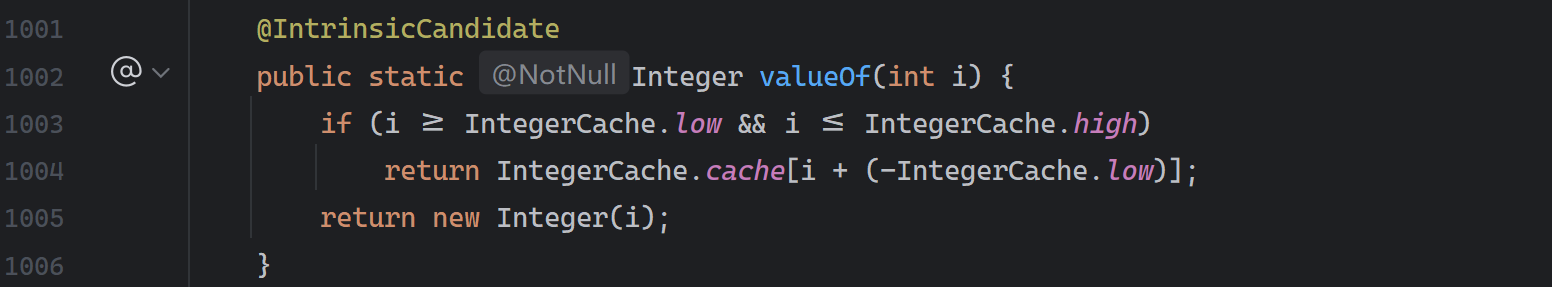 1001 @IntrinsicCandidate
1002 @ public static @NotNull Integer valueOf(int i) {
1003 if (i ≥ IntegerCache.low && i ≤ IntegerCache.high)
1004 return IntegerCache.cache[i + (-IntegerCache.low)];
1005 return new Integer(i);
1006 }